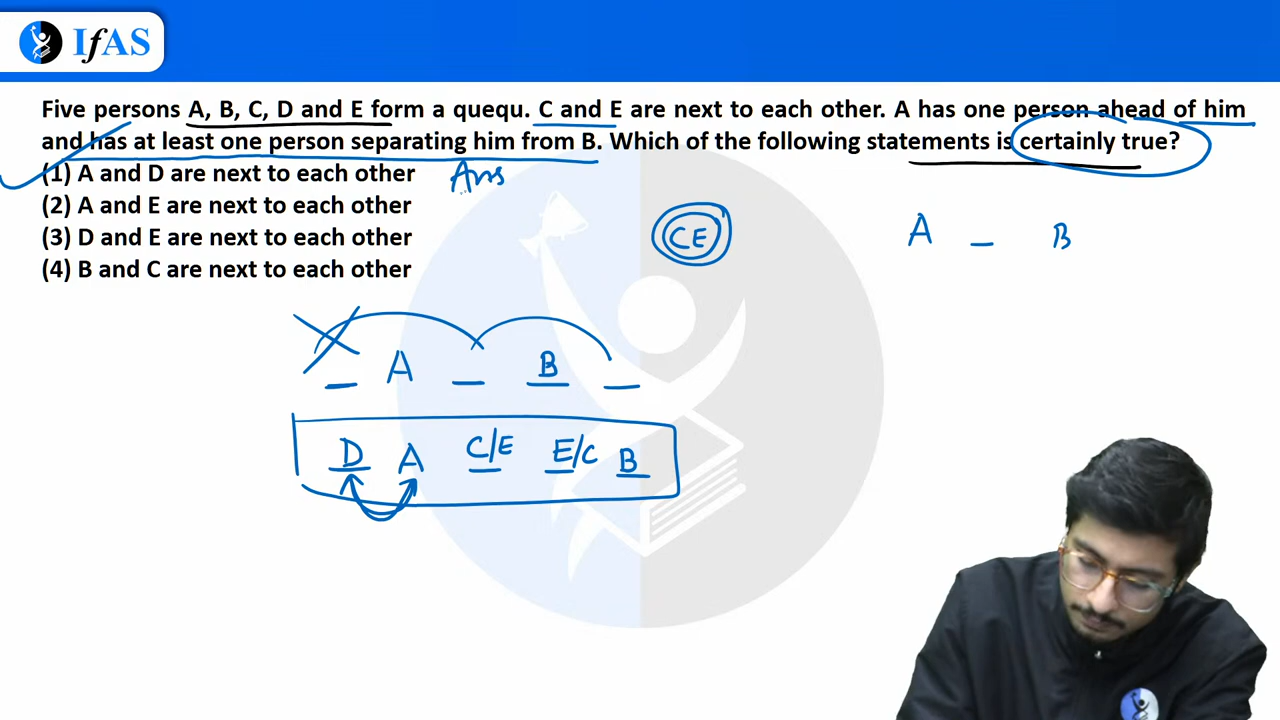 IfAS
Five persons A, B, C, D and E form a ququ. C and E are next to each other. A has one person ahead of him
and has at least one person separating him from B. Which of the following statements is certainly true?
(1) A and D are next to each other Ans
(2) A and E are next to each other
(3) D and E are next to each other
(4) B and C are next to each other
CE
A _ B
_ A _ B _
D A C/E E/C B